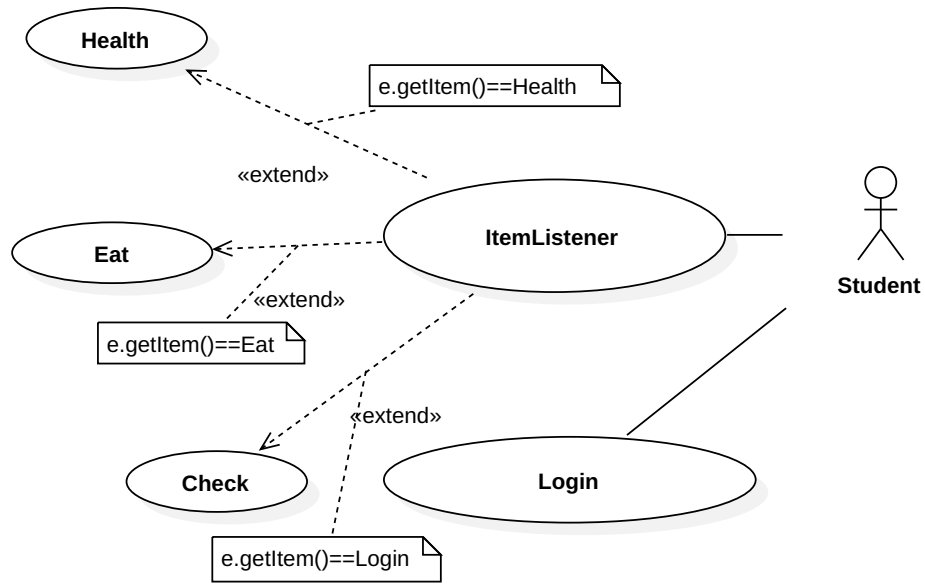 Health
e.getItem()==Health
«extend»
ItemListener
Eat
Student
«extend»
e.getItem()==Eat
«extend»
Check
Login
e.getItem()==Login